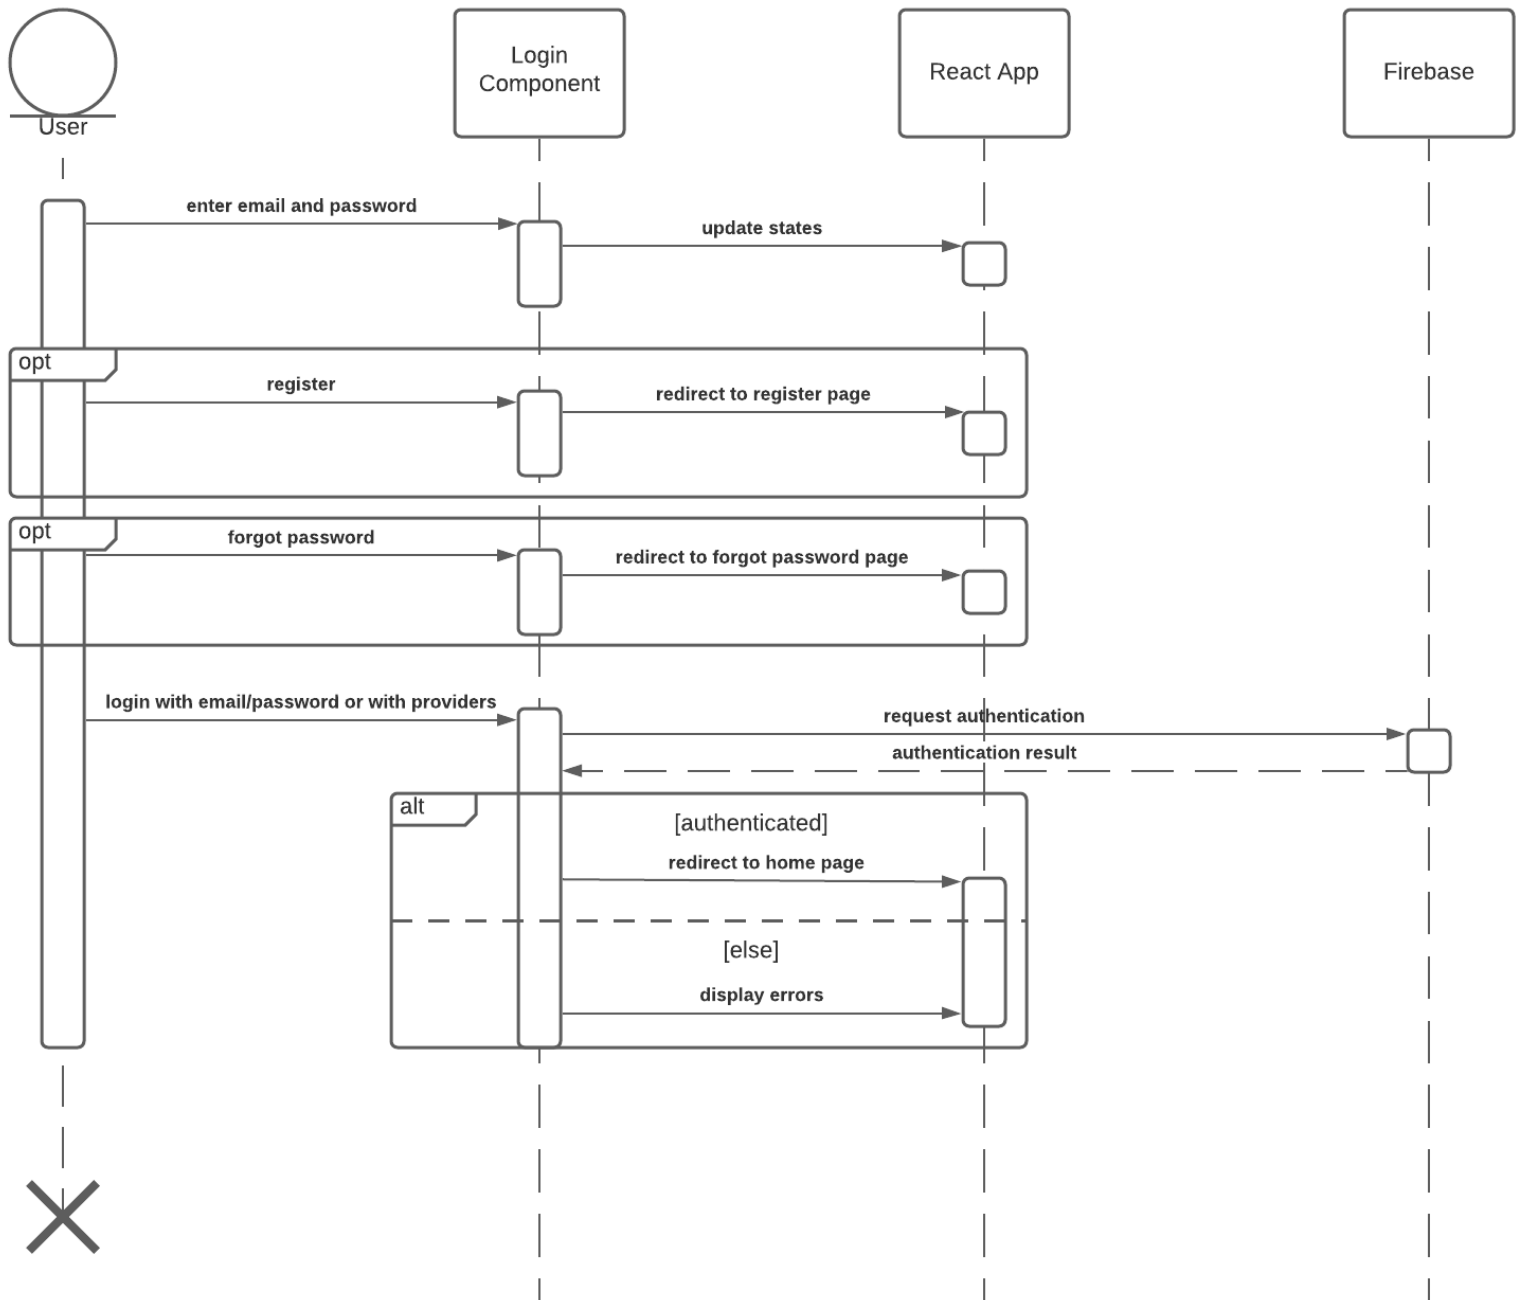 User
Login
Component
React App
Firebase
enter email and password
update states
opt
register
redirect to register page
opt
forgot password
redirect to forgot password page
login with email/password or with providers
request authentication
authentication result
alt
[authenticated]
redirect to home page
[else]
display errors